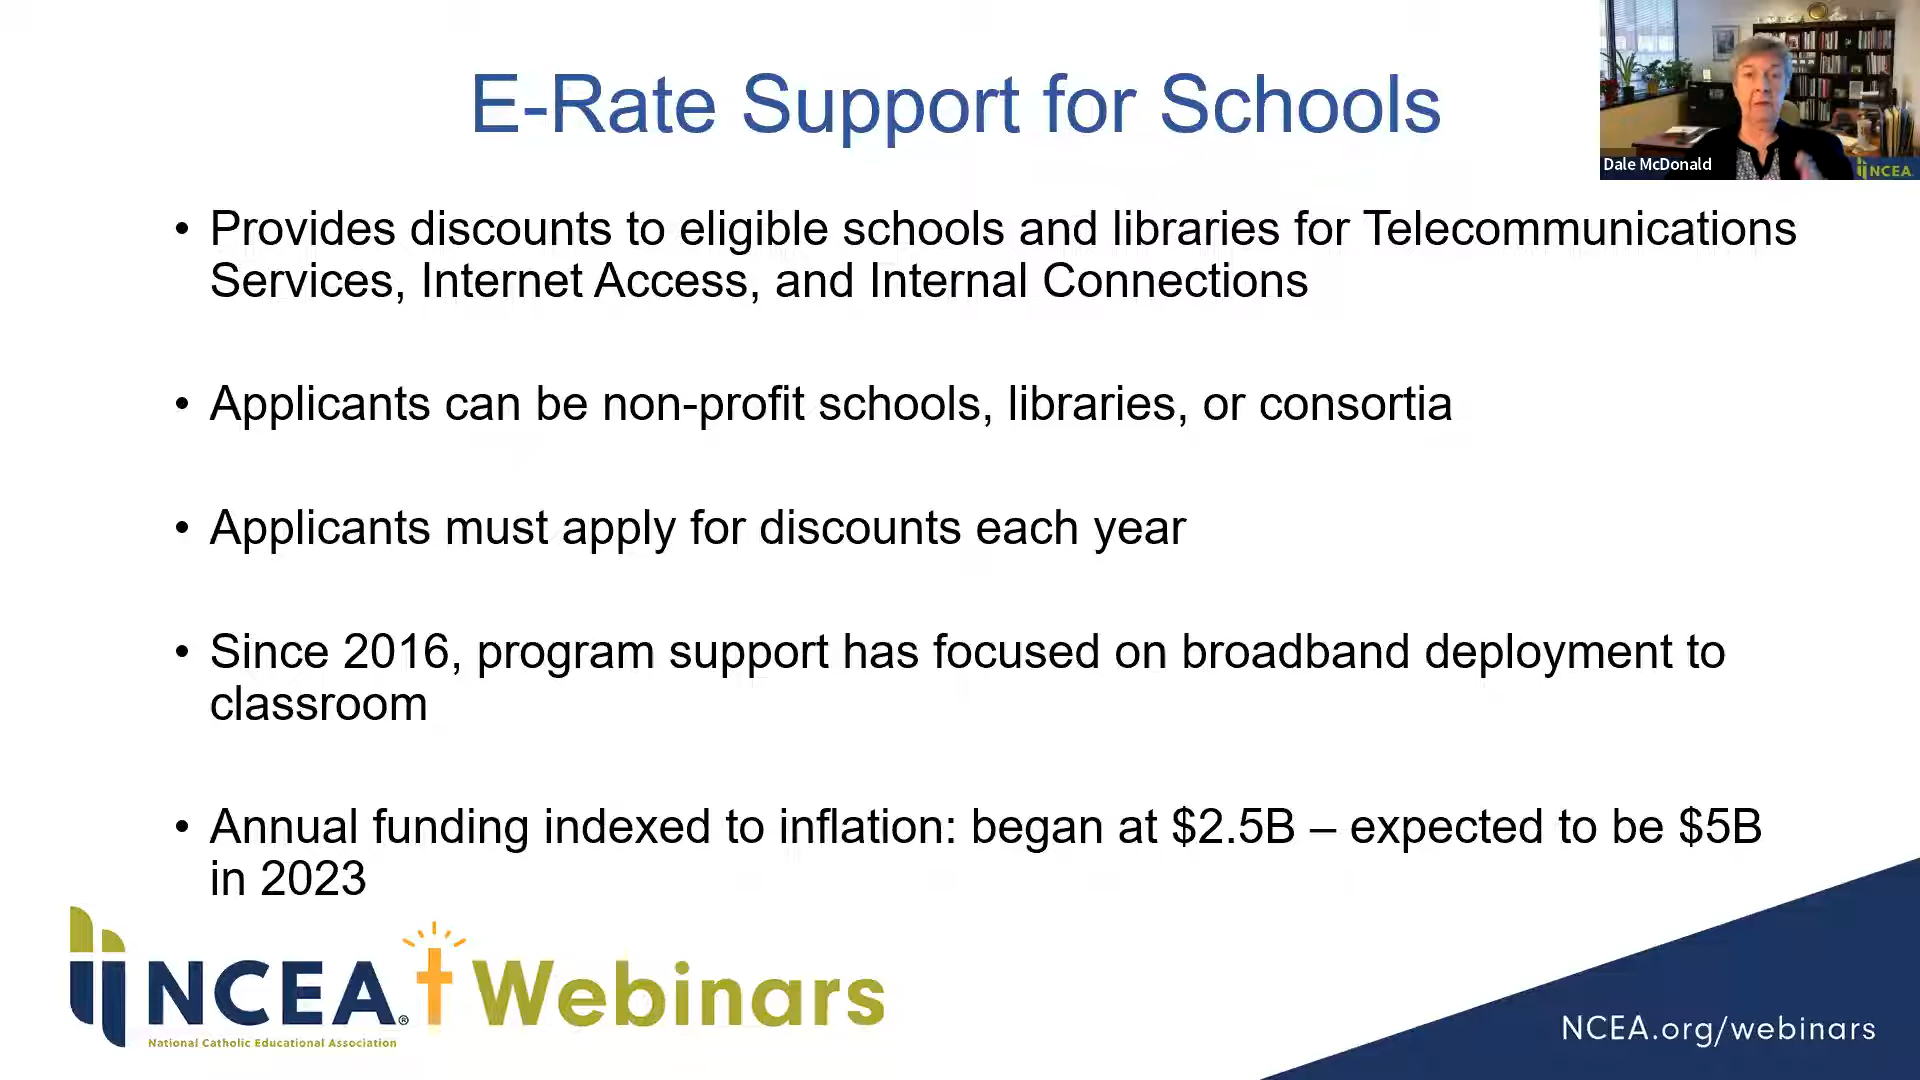 E-Rate Support for Schools
Dale McDonald
NCEA
• Provides discounts to eligible schools and libraries for Telecommunications
Services, Internet Access, and Internal Connections
• Applicants can be non-profit schools, libraries, or consortia
• Applicants must apply for discounts each year
• Since 2016, program support has focused on broadband deployment to
classroom
• Annual funding indexed to inflation: began at $2.5B – expected to be $5B
in 2023
NCEA® Webinars
National Catholic Educational Association
NCEA.org/webinars